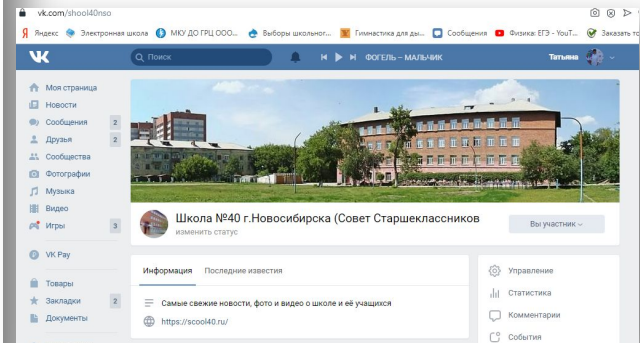 vk.com/shool40nso
Яндекс Электронная школа МКУ ДО ГРЦ ООО... Выборы школьног... Гимнастика для ды... Сообщения Физика: ЕГЭ - YouT... Заказать то
Поиск ФОГЕЛЬ – МАЛЬЧИК Татьяна
Моя страница
Новости
Сообщения 2
Друзья 2
Сообщества
Фотографии
Музыка
Видео
Игры 3
VK Pay
Товары
Закладки 2
Документы
Школа №40 г.Новосибирска (Совет Старшеклассников
изменить статус
Вы участник
Информация Последние известия
Самые свежие новости, фото и видео о школе и её учащихся
https://scool40.ru/
Управление
Статистика
Комментарии
События